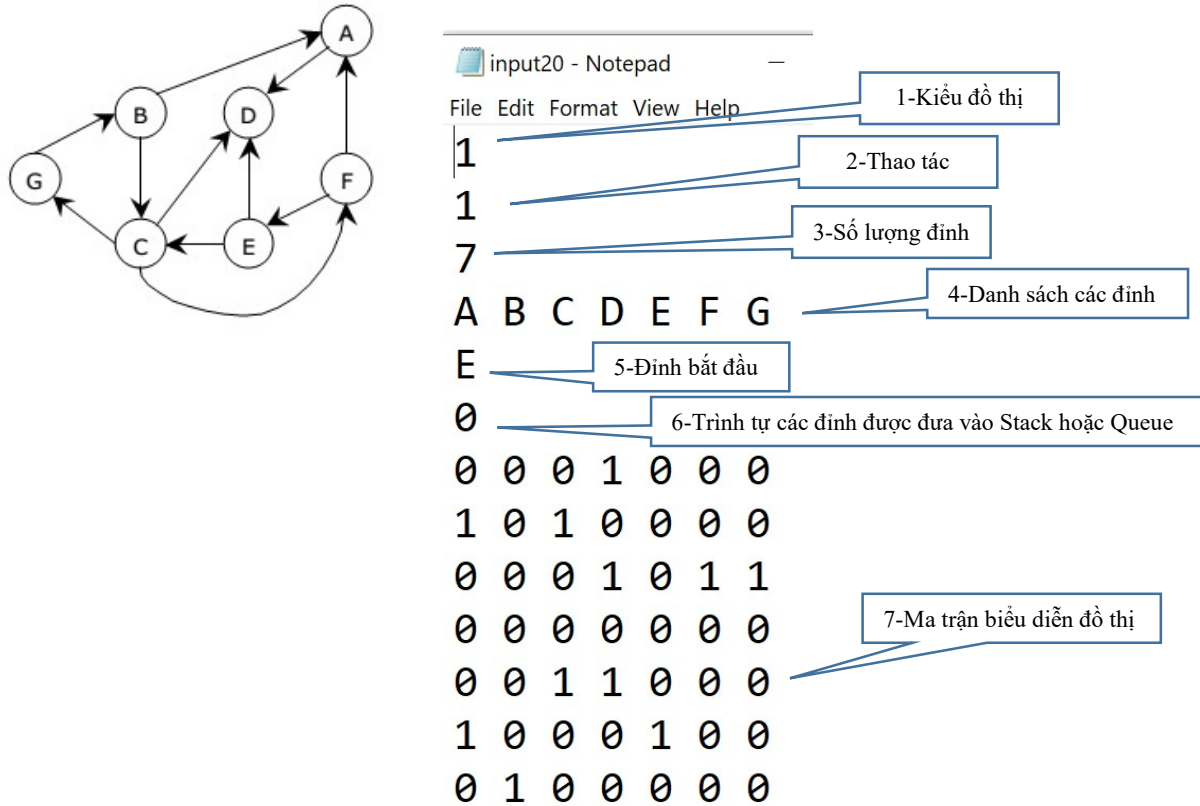 A
B
D
G
F
C
E
input20 - Notepad
File Edit Format View Help
1
1
7
A B C D E F G
E
0
0 0 0 1 0 0 0
1 0 1 0 0 0 0
0 0 0 1 0 1 1
0 0 0 0 0 0 0
0 0 1 1 0 0 0
1 0 0 0 1 0 0
0 1 0 0 0 0 0
1-Kiểu đồ thị
2-Thao tác
3-Số lượng đỉnh
4-Danh sách các đỉnh
5-Đỉnh bắt đầu
6-Trình tự các đỉnh được đưa vào Stack hoặc Queue
7-Ma trận biểu diễn đồ thị